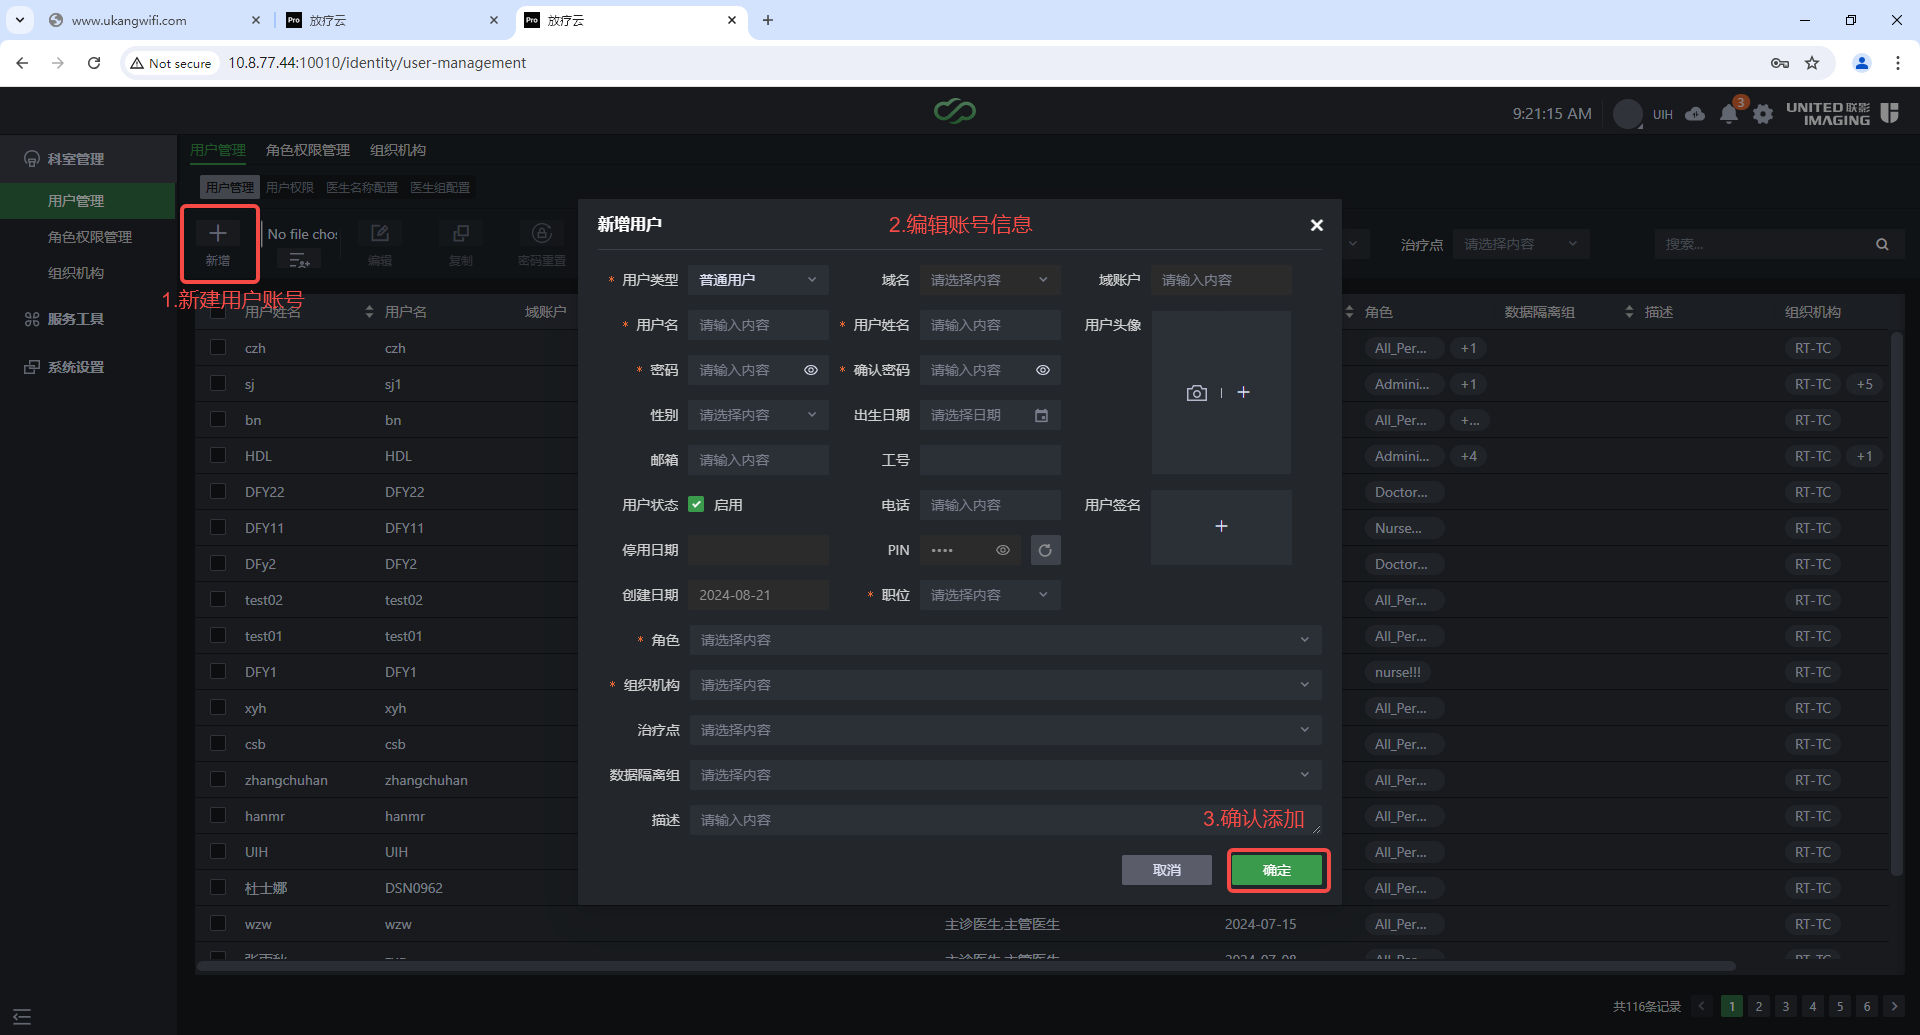 www.ukangwifi.com
放疗云
放疗云
Not secure
10.8.77.44:10010/identity/user-management
9:21:15 AM
UIH
3
UNITED 联影
IMAGING
科室管理
用户管理
角色权限管理
组织机构
服务工具
系统设置
用户管理 角色权限管理 组织机构
用户管理 用户权限 医生名称配置 医生组配置
新增
No file chos
编辑
复制
密码重置
治疗点 请选择内容
搜索...
1.新建用户账号
用户姓名 用户名 域账户 角色 数据隔离组 描述 组织机构
czh czh All_Per... +1 RT-TC
sj sj1 Admini... +1 RT-TC +5
bn bn All_Per... +... RT-TC
HDL HDL Admini... +4 RT-TC +1
DFY22 DFY22 Doctor... RT-TC
DFY11 DFY11 Nurse... RT-TC
DFy2 DFY2 Doctor... RT-TC
test02 test02 All_Per... RT-TC
test01 test01 All_Per... RT-TC
DFY1 DFY1 nurse!!! RT-TC
xyh xyh All_Per... RT-TC
csb csb All_Per... RT-TC
zhangchuhan zhangchuhan All_Per... RT-TC
hanmr hanmr All_Per... RT-TC
UIH UIH All_Per... RT-TC
杜士娜 DSN0962 All_Per... RT-TC
wzw wzw 主诊医生,主管医生 2024-07-15 All_Per... RT-TC
新增用户
2.编辑账号信息
* 用户类型 普通用户 域名 请选择内容 域账户 请输入内容
* 用户名 请输入内容 * 用户姓名 请输入内容 用户头像
* 密码 请输入内容 * 确认密码 请输入内容
性别 请选择内容 出生日期 请选择日期
邮箱 请输入内容 工号
用户状态 启用 电话 请输入内容 用户签名
停用日期 PIN ••••
创建日期 2024-08-21 * 职位 请选择内容
* 角色 请选择内容
* 组织机构 请选择内容
治疗点 请选择内容
数据隔离组 请选择内容
描述 请输入内容
3.确认添加
取消 确定
共116条记录 1 2 3 4 5 6